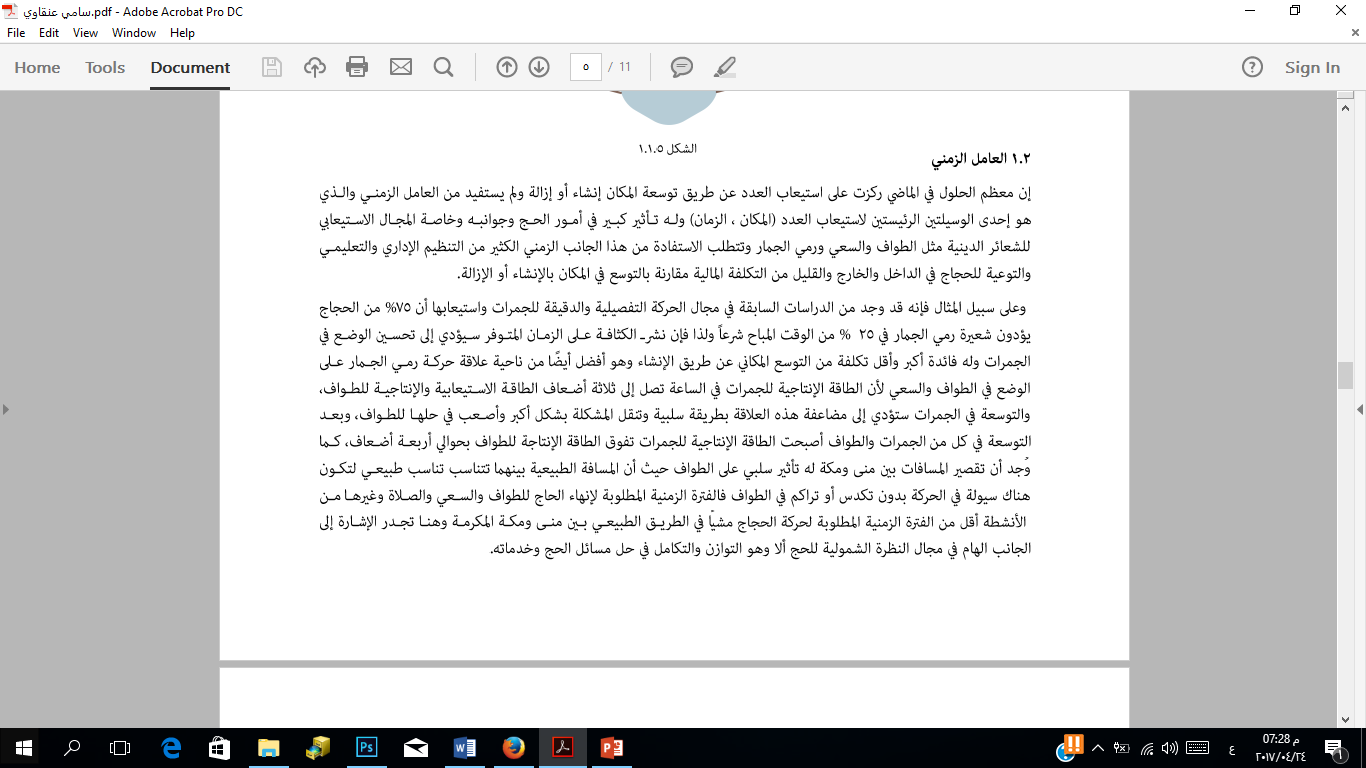 سامي عنقاوي.pdf - Adobe Acrobat Pro DC
File Edit View Window Help
Home Tools Document ٥ / 11 Sign In
الشكل ١.١.٥
١.٢ العامل الزمني
إن معظم الحلول في الماضي ركزت على استيعاب العدد عن طريق توسعة المكان إنشاء أو إزالة ولم يستفيد من العامل الزمني والذي
هو إحدى الوسيلتين الرئيستين لاستيعاب العدد (المكان ، الزمان) وله تأثير كبير في أمور الحج وجوانبه وخاصة المجال الاستيعابي
للشعائر الدينية مثل الطواف والسعي ورمي الجمار وتتطلب الاستفادة من هذا الجانب الزمني الكثير من التنظيم الإداري والتعليمي
والتوعية للحجاج في الداخل والخارج والقليل من التكلفة المالية مقارنة بالتوسع في المكان بالإنشاء أو الإزالة.
وعلى سبيل المثال فإنه قد وجد من الدراسات السابقة في مجال الحركة التفصيلية والدقيقة للجمرات واستيعابها أن ٧٥% من الحجاج
يؤدون شعيرة رمي الجمار في ٢٥ % من الوقت المباح شرعاً ولذا فإن نشر الكثافة على الزمان المتوفر سيؤدي إلى تحسين الوضع في
الجمرات وله فائدة أكبر وأقل تكلفة من التوسع المكاني عن طريق الإنشاء وهو أفضل أيضًا من ناحية علاقة حركة رمي الجمار على
الوضع في الطواف والسعي لأن الطاقة الإنتاجية للجمرات في الساعة تصل إلى ثلاثة أضعاف الطاقة الاستيعابية والإنتاجية للطواف،
والتوسعة في الجمرات ستؤدي إلى مضاعفة هذه العلاقة بطريقة سلبية وتنقل المشكلة بشكل أكبر وأصعب في حلها للطواف، وبعد
التوسعة في كل من الجمرات والطواف أصبحت الطاقة الإنتاجية للجمرات تفوق الطاقة الإنتاجة للطواف بحوالي أربعة أضعاف، كما
وُجد أن تقصير المسافات بين منى ومكة له تأثير سلبي على الطواف حيث أن المسافة الطبيعية بينهما تتناسب تناسب طبيعي لتكون
هناك سيولة في الحركة بدون تكدس أو تراكم في الطواف فالفترة الزمنية المطلوبة لإنهاء الحاج للطواف والسعي والصلاة وغيرها من
الأنشطة أقل من الفترة الزمنية المطلوبة لحركة الحجاج مشيًا في الطريق الطبيعي بين منى ومكة المكرمة وهنا تجدر الإشارة إلى
الجانب الهام في مجال النظرة الشمولية للحج ألا وهو التوازن والتكامل في حل مسائل الحج وخدماته.
م 07:28
ع
٢٠١٧/٠٤/٢٤